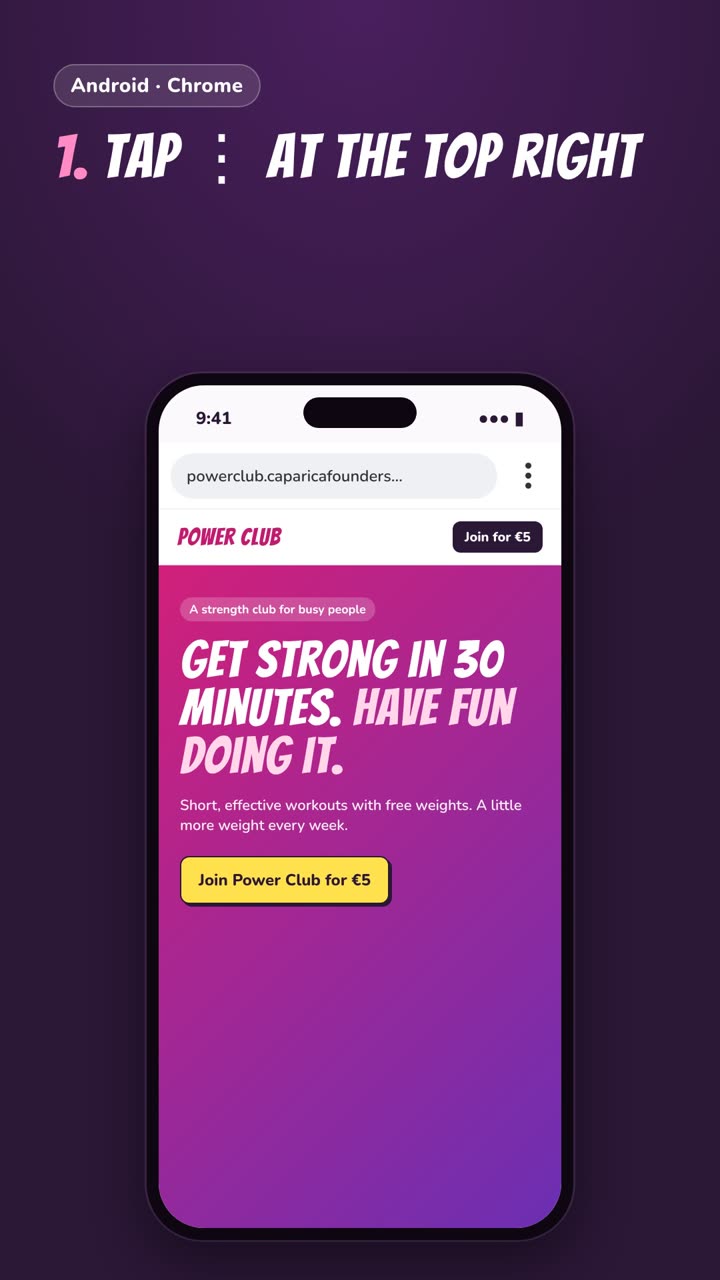 Android · Chrome
1. TAP ⋮ AT THE TOP RIGHT
9:41
powerclub.caparicafounders...
POWER CLUB
Join for €5
A strength club for busy people
GET STRONG IN 30
MINUTES. HAVE FUN
DOING IT.
Short, effective workouts with free weights. A little
more weight every week.
Join Power Club for €5